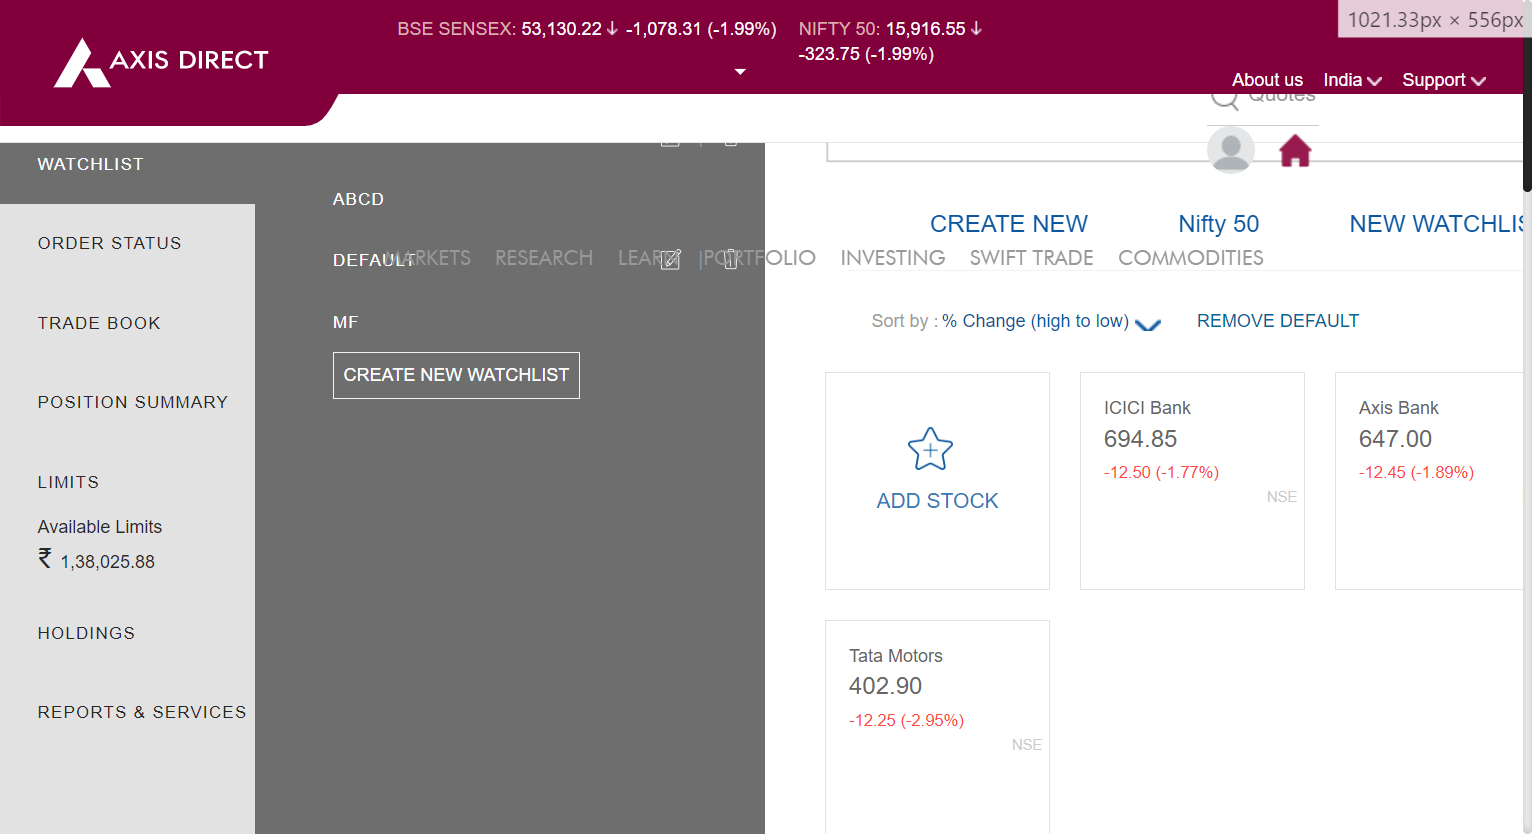 1021.33px × 556px
BSE SENSEX: 53,130.22 -1,078.31 (-1.99%)
NIFTY 50: 15,916.55
-323.75 (-1.99%)
AXIS DIRECT
About us India Support
Quotes
WATCHLIST
ABCD
CREATE NEW Nifty 50 NEW WATCHLIS
ORDER STATUS
DEFAULT
MARKETS RESEARCH LEARN PORTFOLIO INVESTING SWIFT TRADE COMMODITIES
TRADE BOOK
MF
Sort by : % Change (high to low) REMOVE DEFAULT
CREATE NEW WATCHLIST
POSITION SUMMARY
LIMITS
Available Limits
₹ 1,38,025.88
HOLDINGS
REPORTS & SERVICES
ADD STOCK
ICICI Bank
694.85
-12.50 (-1.77%)
NSE
Axis Bank
647.00
-12.45 (-1.89%)
Tata Motors
402.90
-12.25 (-2.95%)
NSE